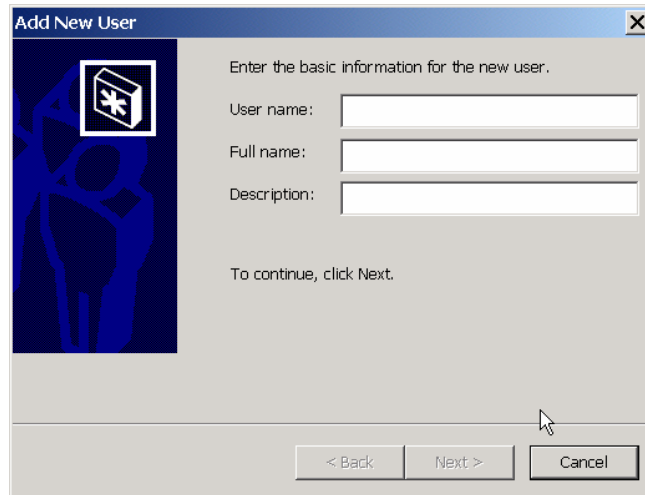 Add New User
Enter the basic information for the new user.
User name:
Full name:
Description:
To continue, click Next.
< Back Next > Cancel